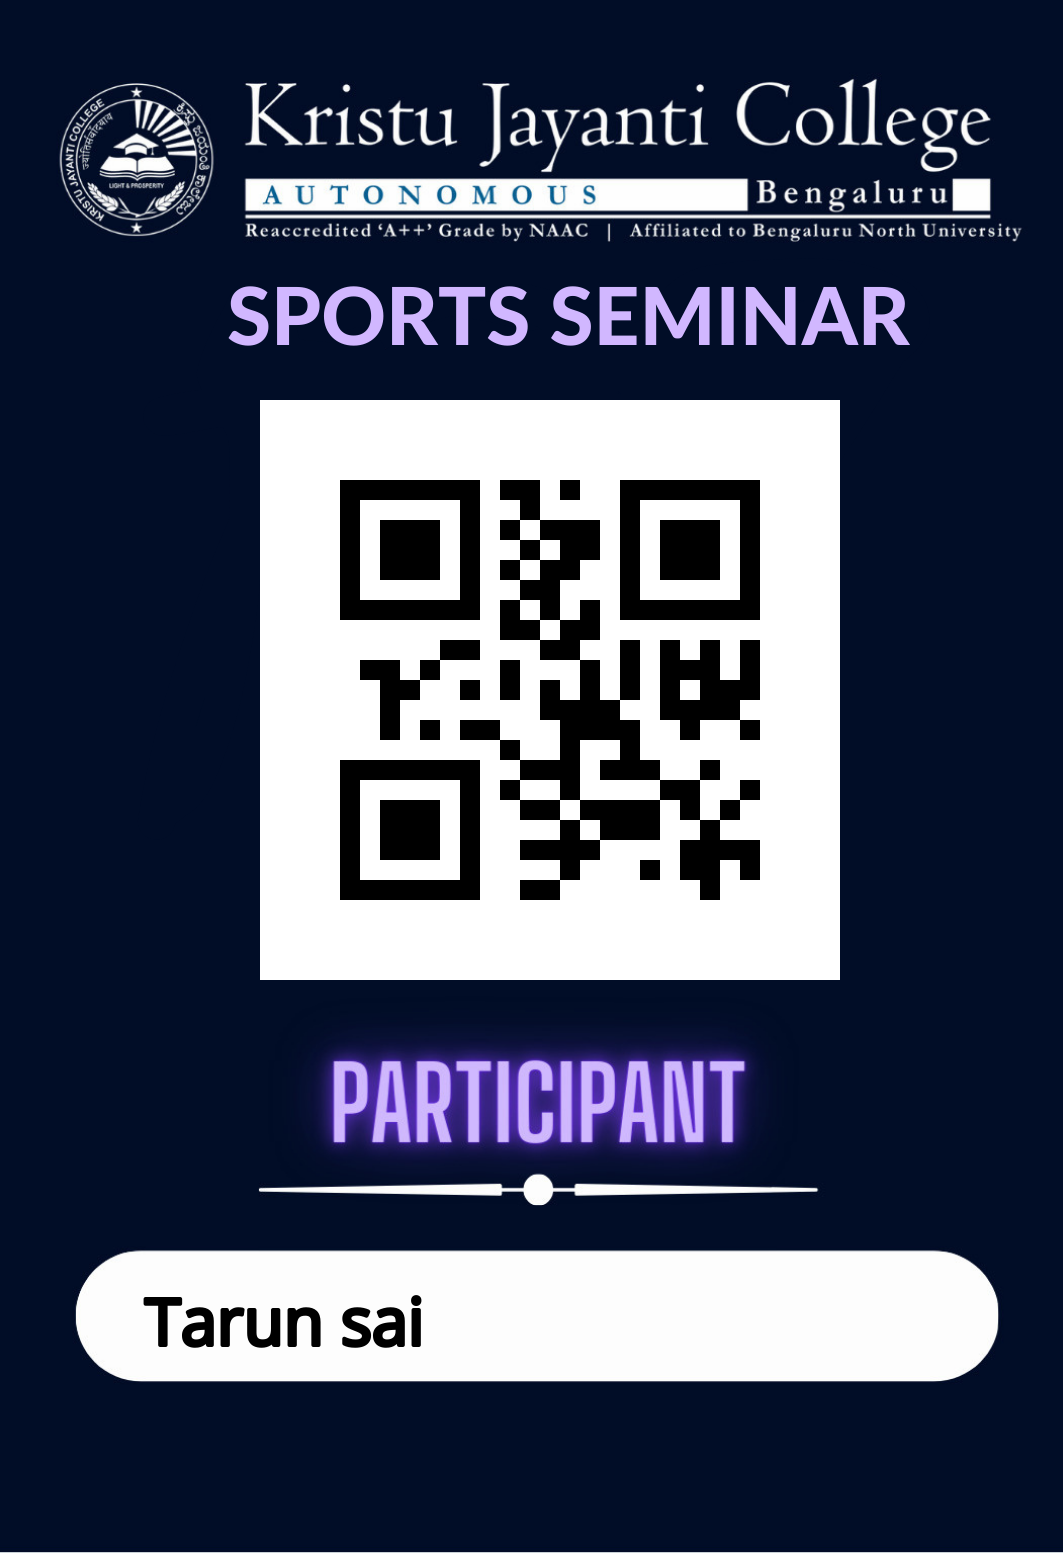 KRISTU JAYANTI COLLEGE
ಕ್ರಿಸ್ತು ಜಯಂತಿ ಕಾಲೇಜು
LIGHT & PROSPERITY
Kristu Jayanti College
AUTONOMOUS Bengaluru
Reaccredited ‘A++’ Grade by NAAC | Affiliated to Bengaluru North University
SPORTS SEMINAR
PARTICIPANT
Tarun sai